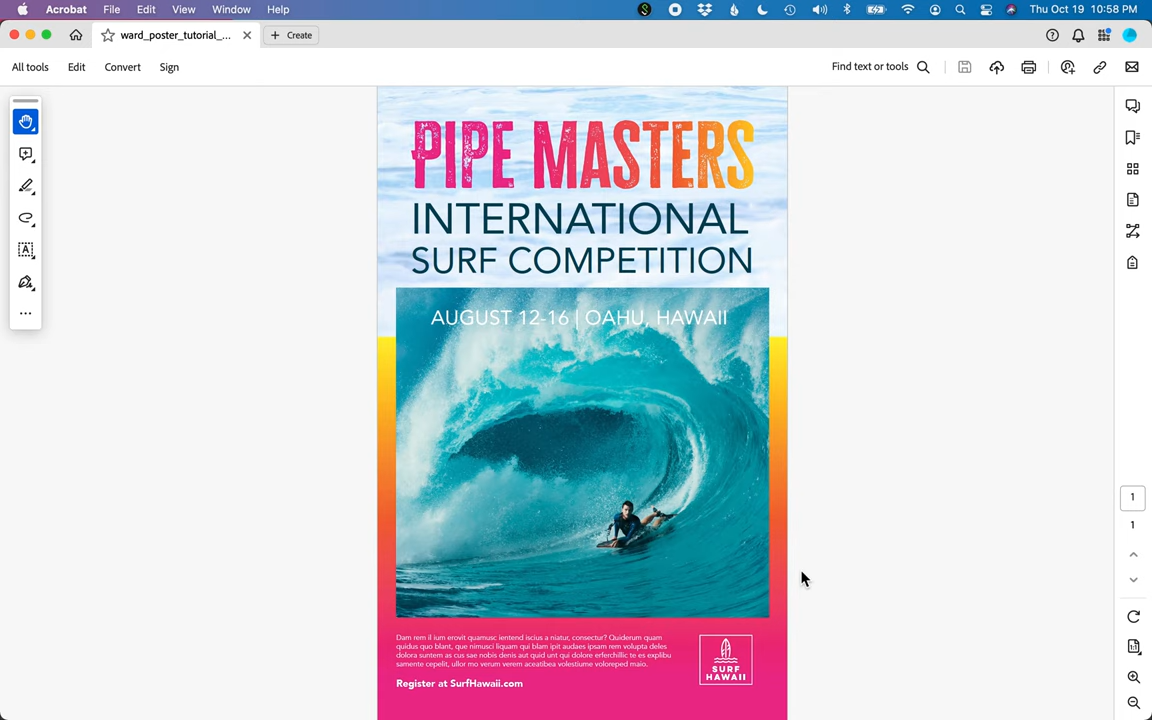 Acrobat File Edit View Window Help Thu Oct 19 10:58 PM
ward_poster_tutorial_... Create
All tools Edit Convert Sign Find text or tools
PIPE MASTERS
INTERNATIONAL
SURF COMPETITION
AUGUST 12-16 | OAHU, HAWAII
1
1
Dam rem il ium erovit quamusc ientend iscius a niatur, consectur? Quiderum quam
quidus quo blant, que nimusci liquam qui blam ipit audaes ipsam rem volupta deles
dolora suntem as cus sae nobis denis aut quid unt qui dolore erferchillic te es explibu
samente cepelit, ullor mo verum verem aceatibea volestiume voloreped maio.
Register at SurfHawaii.com
SURF
HAWAII